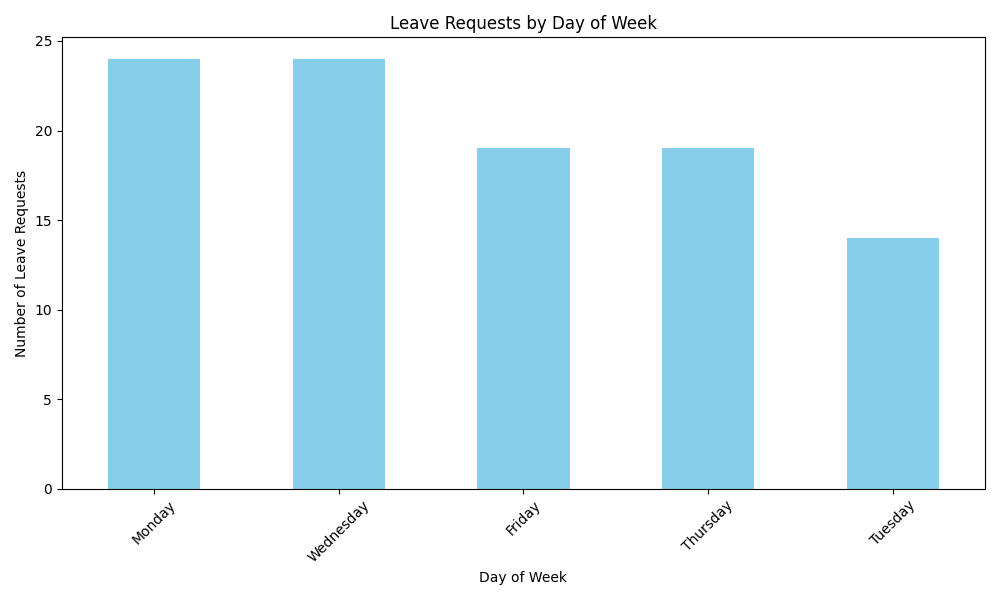 Leave Requests by Day of Week
Number of Leave Requests
25
20
15
10
5
0
Monday
Wednesday
Friday
Thursday
Tuesday
Day of Week